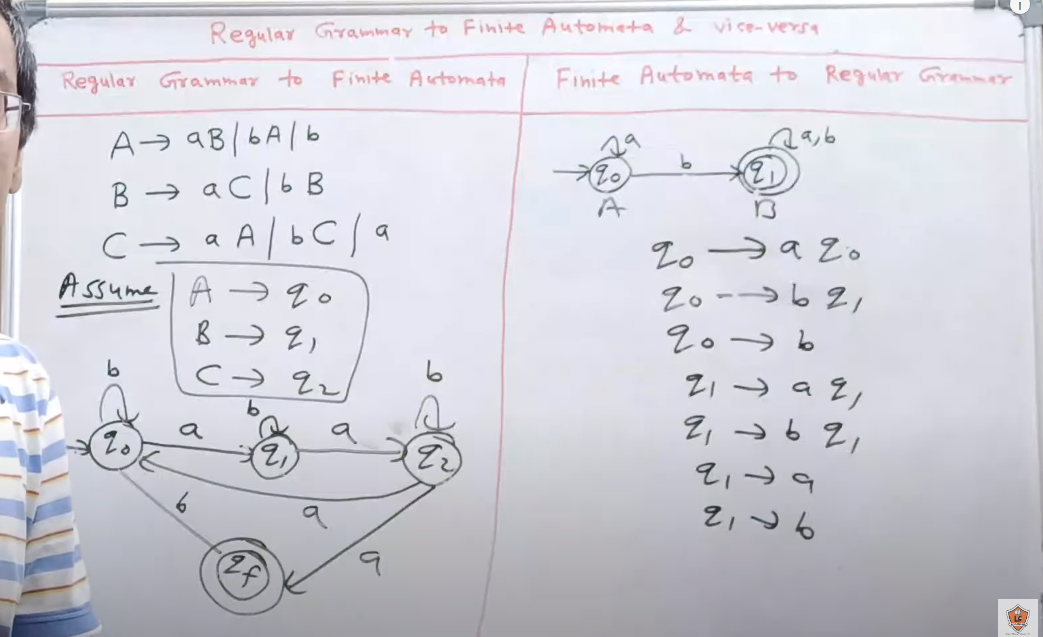 Regular Grammar to Finite Automata & vice-versa
Regular Grammar to Finite Automata
A → aB | bA | b
B → aC | bB
C → aA | bC | a
Assume
A → q0
B → q1
C → q2
b
b
b
q0
a
q1
a
q2
b
a
a
qf
Finite Automata to Regular Grammar
a
a,b
q0
b
q1
A
B
q0 → a q0
q0 --→ b q1
q0 → b
q1 → a q1
q1 → b q1
q1 → a
q1 → b